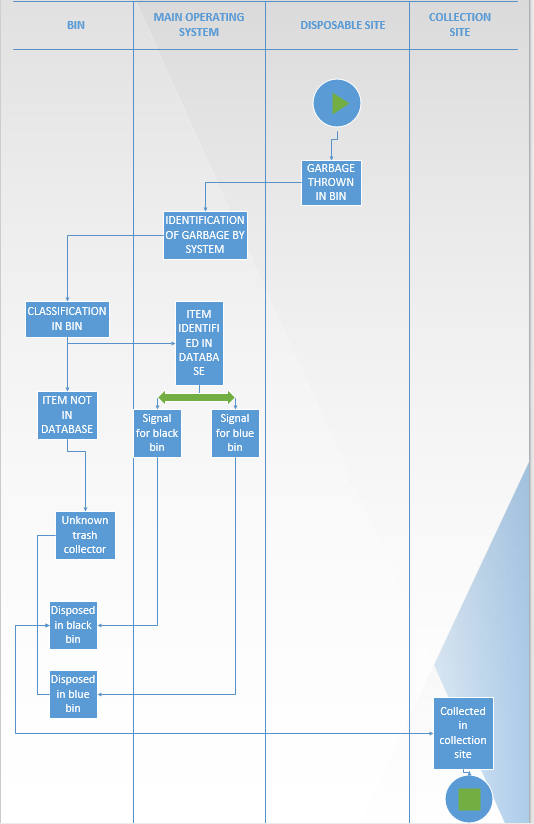 BIN
MAIN OPERATING
SYSTEM
DISPOSABLE SITE
COLLECTION
SITE
GARBAGE
THROWN
IN BIN
IDENTIFICATION
OF GARBAGE BY
SYSTEM
CLASSIFICATION
IN BIN
ITEM
IDENTIFI
ED IN
DATABA
SE
ITEM NOT
IN
DATABASE
Signal
for black
bin
Signal
for blue
bin
Unknown
trash
collector
Disposed
in black
bin
Disposed
in blue
bin
Collected
in
collection
site